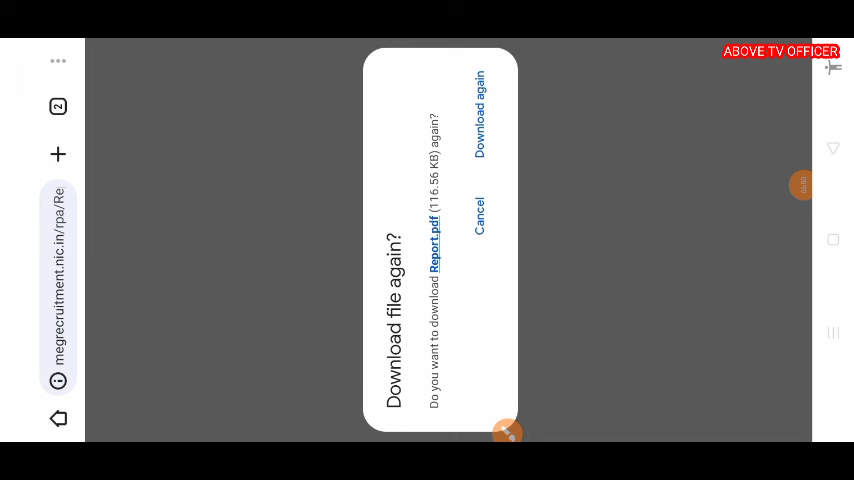 ABOVE TV OFFICER
2
megrecruitment.nic.in/rpa/Re
Download file again?
Do you want to download Report.pdf (116.56 KB) again?
Cancel
Download again